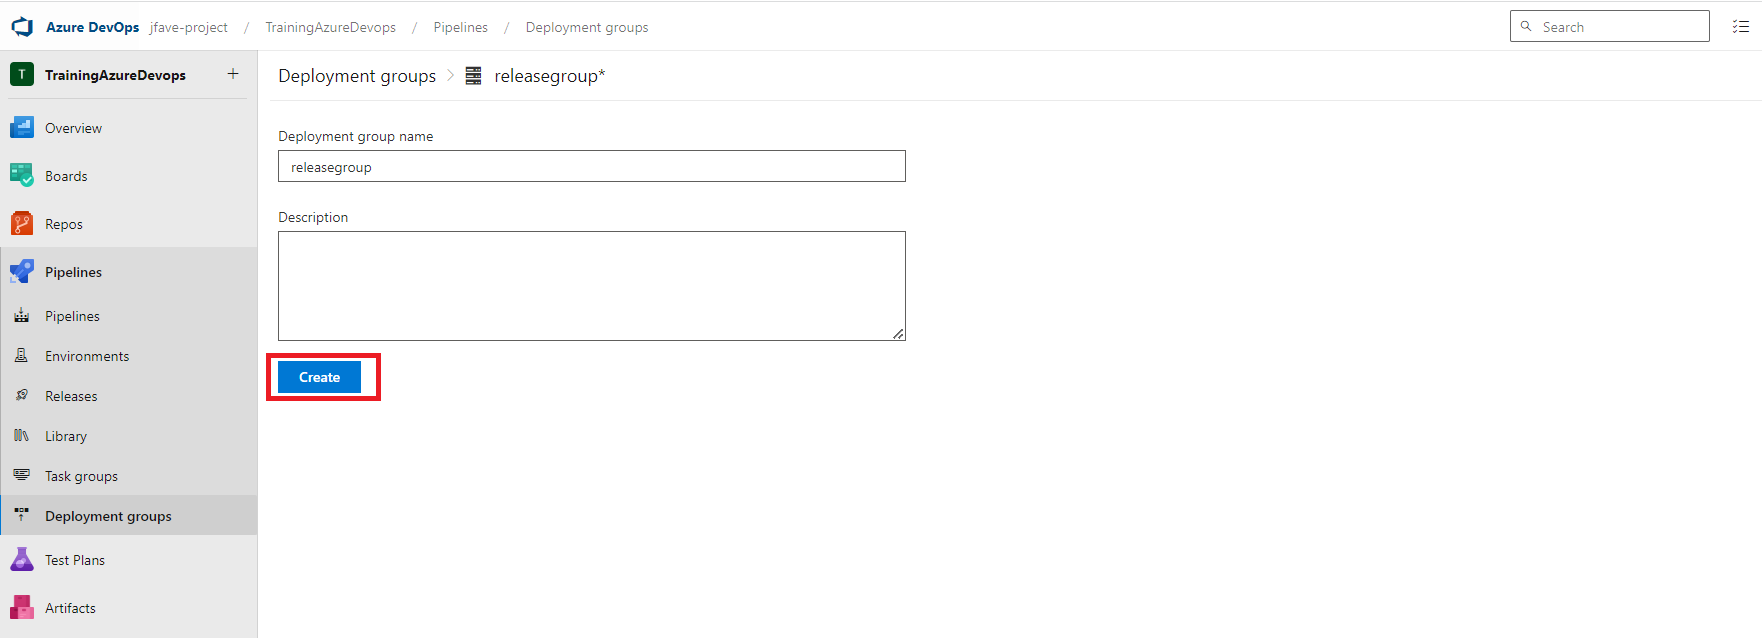 Azure DevOps jfave-project / TrainingAzureDevops / Pipelines / Deployment groups
Search
T TrainingAzureDevops +
Overview
Boards
Repos
Pipelines
Pipelines
Environments
Releases
Library
Task groups
Deployment groups
Test Plans
Artifacts
Deployment groups > releasegroup*
Deployment group name
releasegroup
Description
Create